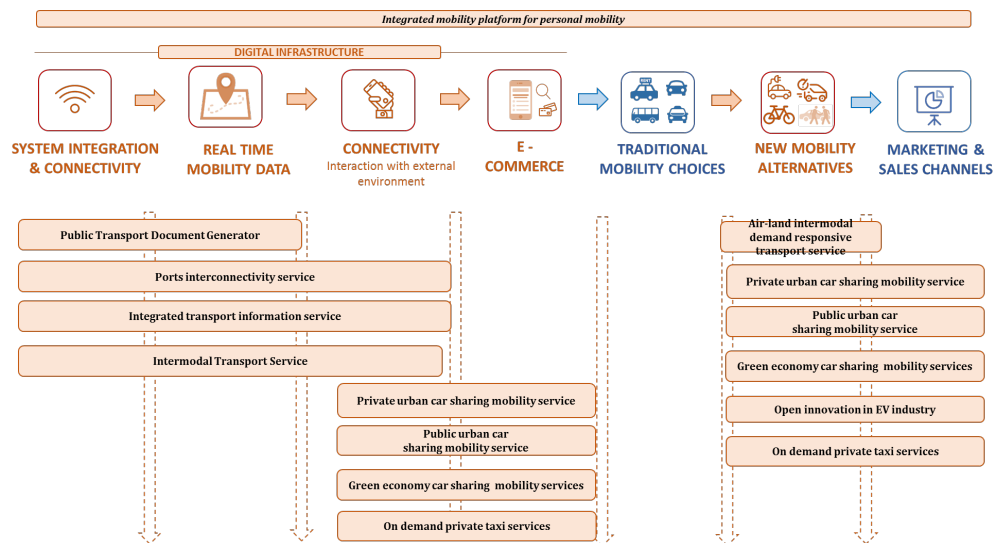 Integrated mobility platform for personal mobility
DIGITAL INFRASTRUCTURE
RENT
SYSTEM INTEGRATION
& CONNECTIVITY
REAL TIME
MOBILITY DATA
CONNECTIVITY
Interaction with external
environment
E -
COMMERCE
TRADITIONAL
MOBILITY CHOICES
NEW MOBILITY
ALTERNATIVES
MARKETING &
SALES CHANNELS
Public Transport Document Generator
Ports interconnectivity service
Integrated transport information service
Intermodal Transport Service
Private urban car sharing mobility service
Public urban car
sharing mobility service
Green economy car sharing mobility services
On demand private taxi services
Air-land intermodal
demand responsive
transport service
Private urban car sharing mobility service
Public urban car
sharing mobility service
Green economy car sharing mobility services
Open innovation in EV industry
On demand private taxi services